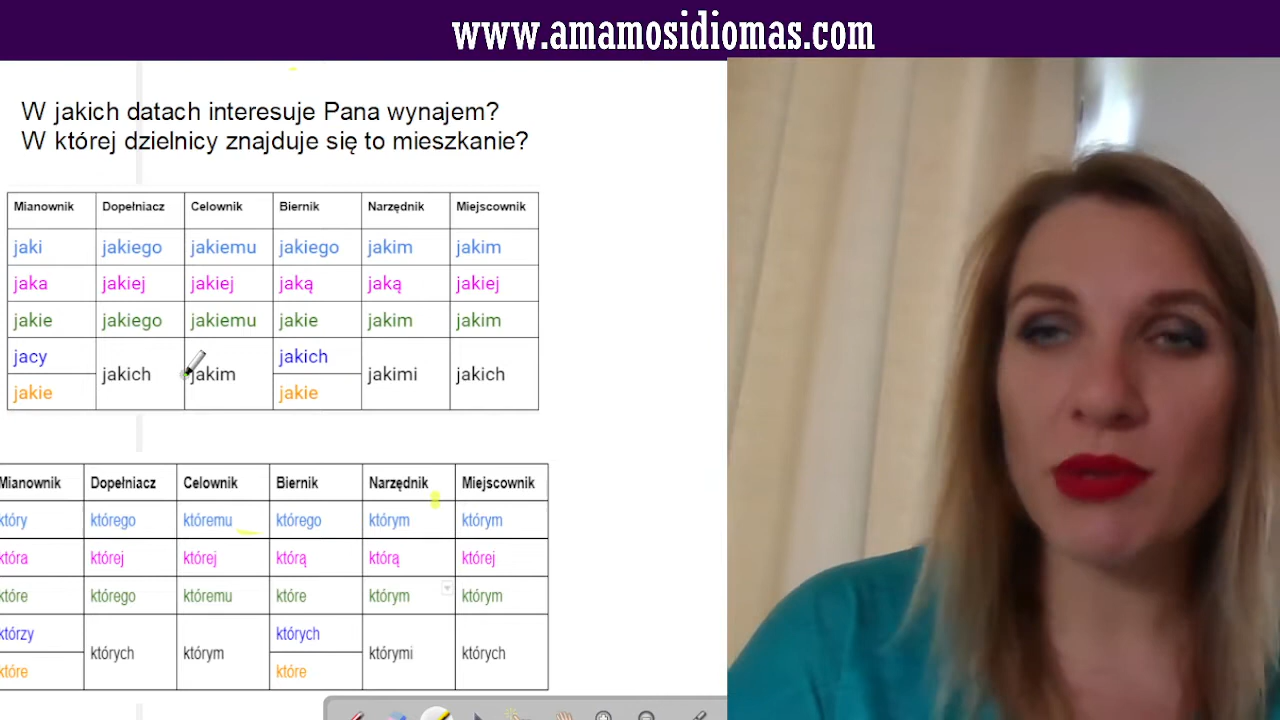 www.amamosidiomas.com
W jakich datach interesuje Pana wynajem?
W której dzielnicy znajduje się to mieszkanie?
Mianownik Dopełniacz Celownik Biernik Narzędnik Miejscownik
jaki jakiego jakiemu jakiego jakim jakim
jaka jakiej jakiej jaką jaką jakiej
jakie jakiego jakiemu jakie jakim jakim
jacy jakich
jakich jakim jakimi jakich
jakie jakie
Mianownik Dopełniacz Celownik Biernik Narzędnik Miejscownik
który którego któremu którego którym którym
która której której którą którą której
które którego któremu które którym którym
którzy których
których którym którymi których
które które